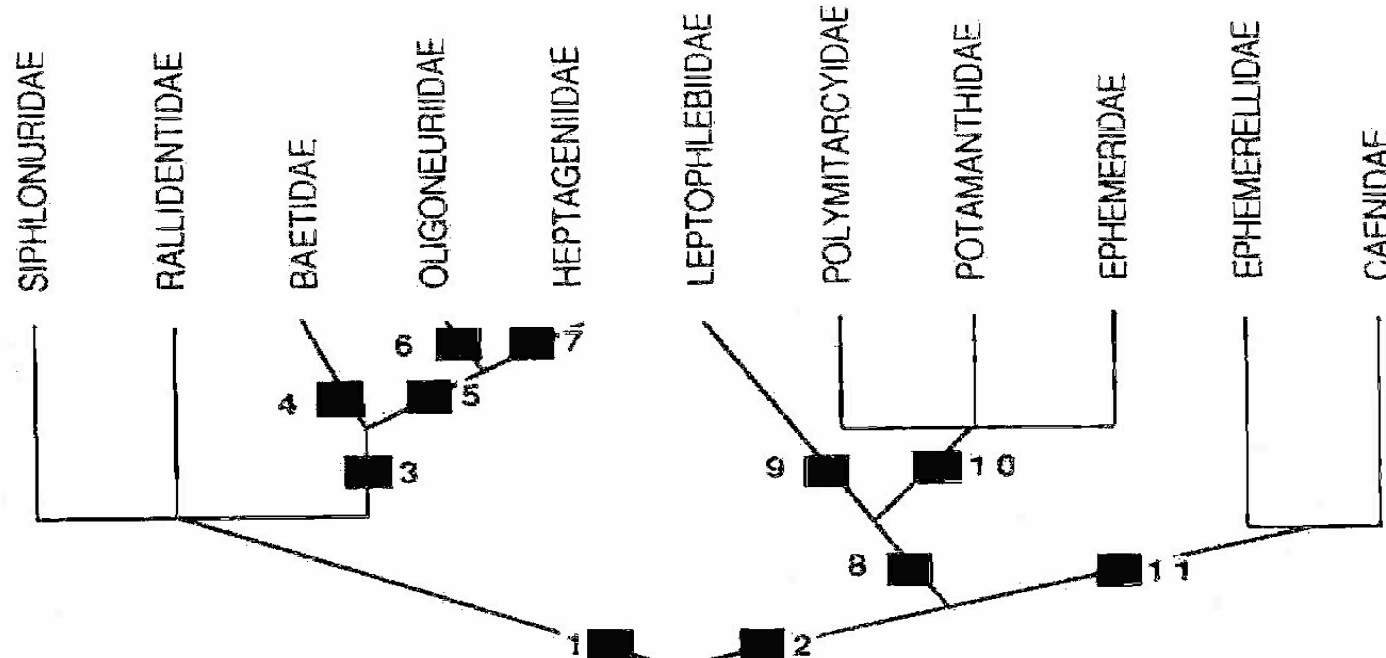 SIPHLONURIDAE
RALLIDENTIDAE
BAETIDAE
OLIGONEURIIDAE
HEPTAGENIIDAE
LEPTOPHLEBIIDAE
POLYMITARCYIDAE
POTAMANTHIDAE
EPHEMERIDAE
EPHEMERELLIDAE
CAENIDAE
6 7
4 5
3 9 10
8 11
1 2